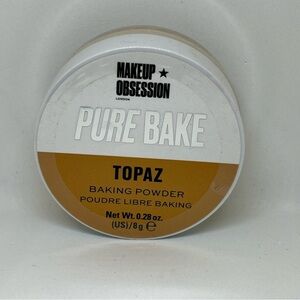 MAKEUP ★
OBSESSION
LONDON
PURE BAKE
TOPAZ
BAKING POWDER
POUDRE LIBRE BAKING
Net Wt. 0.28 oz.
(US)/8g ℮